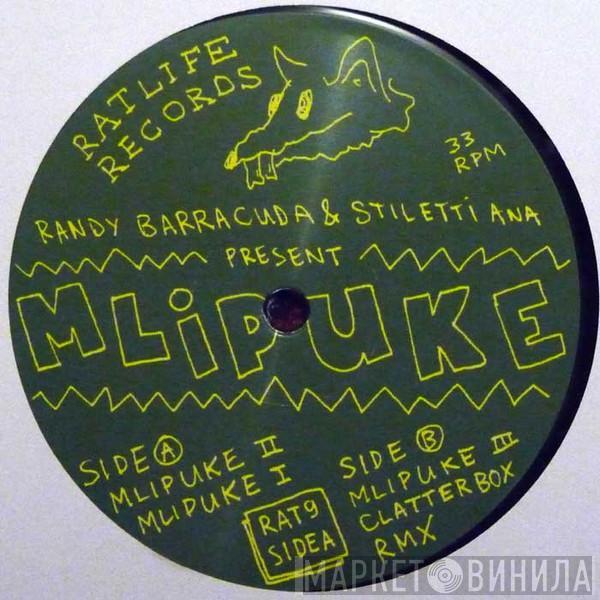 RATLIFE
RECORDS
33
RPM
RANDY BARRACUDA & STILETTI ANA
PRESENT
MLiPUKE
SIDE A
MLIPUKE II
MLIPUKE I
RAT9
SIDEA
SIDE B
MLIPUKE III
CLATTERBOX
RMX
МАРКЕТ ВИНИЛА